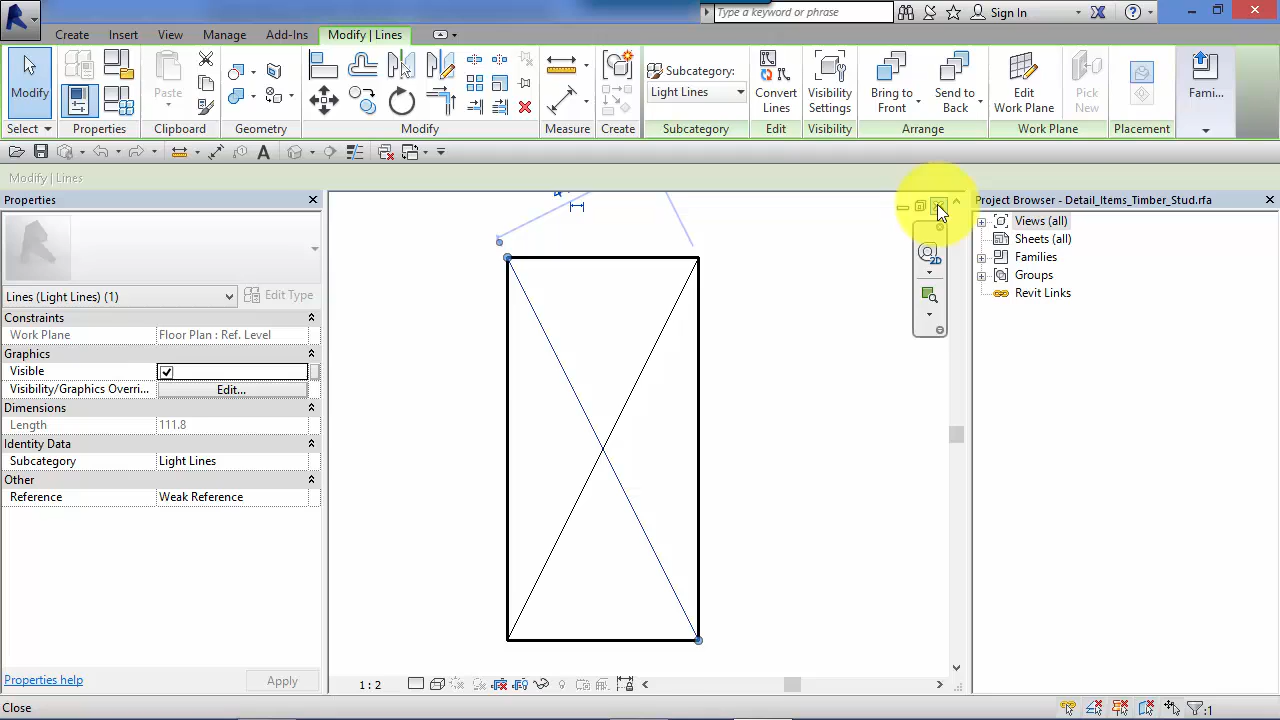 Type a keyword or phrase
Sign In
Create Insert View Manage Add-Ins Modify | Lines
Modify
Paste
Subcategory:
Light Lines
Convert Lines
Visibility Settings
Bring to Front
Send to Back
Edit Work Plane
Pick New
Fami...
Select Properties Clipboard Geometry Modify Measure Create Subcategory Edit Visibility Arrange Work Plane Placement
Modify | Lines
Properties
Lines (Light Lines) (1)
Edit Type
Constraints
Work Plane Floor Plan : Ref. Level
Graphics
Visible
Visibility/Graphics Overri... Edit...
Dimensions
Length 111.8
Identity Data
Subcategory Light Lines
Other
Reference Weak Reference
Properties help
Apply
2D
1 : 2
Project Browser - Detail_Items_Timber_Stud.rfa
Views (all)
Sheets (all)
Families
Groups
Revit Links
Close
:1